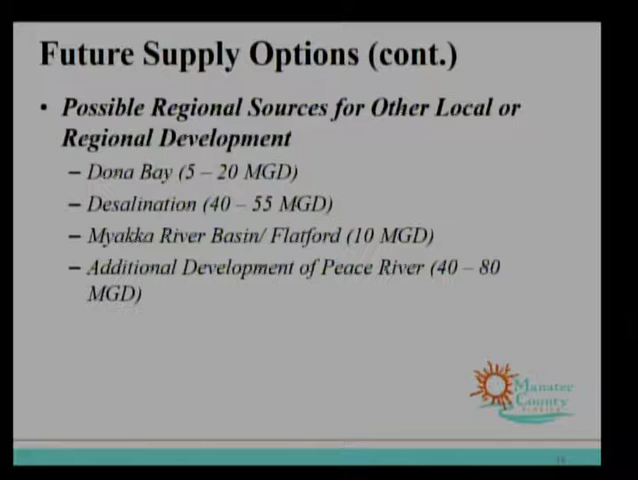 Future Supply Options (cont.)
• Possible Regional Sources for Other Local or
Regional Development
– Dona Bay (5 – 20 MGD)
– Desalination (40 – 55 MGD)
– Myakka River Basin/ Flatford (10 MGD)
– Additional Development of Peace River (40 – 80
MGD)
Manatee
County
FLORIDA